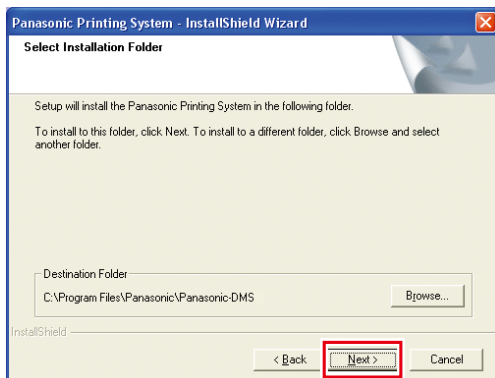 Panasonic Printing System - InstallShield Wizard
Select Installation Folder
Setup will install the Panasonic Printing System in the following folder.
To install to this folder, click Next. To install to a different folder, click Browse and select
another folder.
Destination Folder
C:\Program Files\Panasonic\Panasonic-DMS
Browse...
InstallShield
< Back
Next >
Cancel